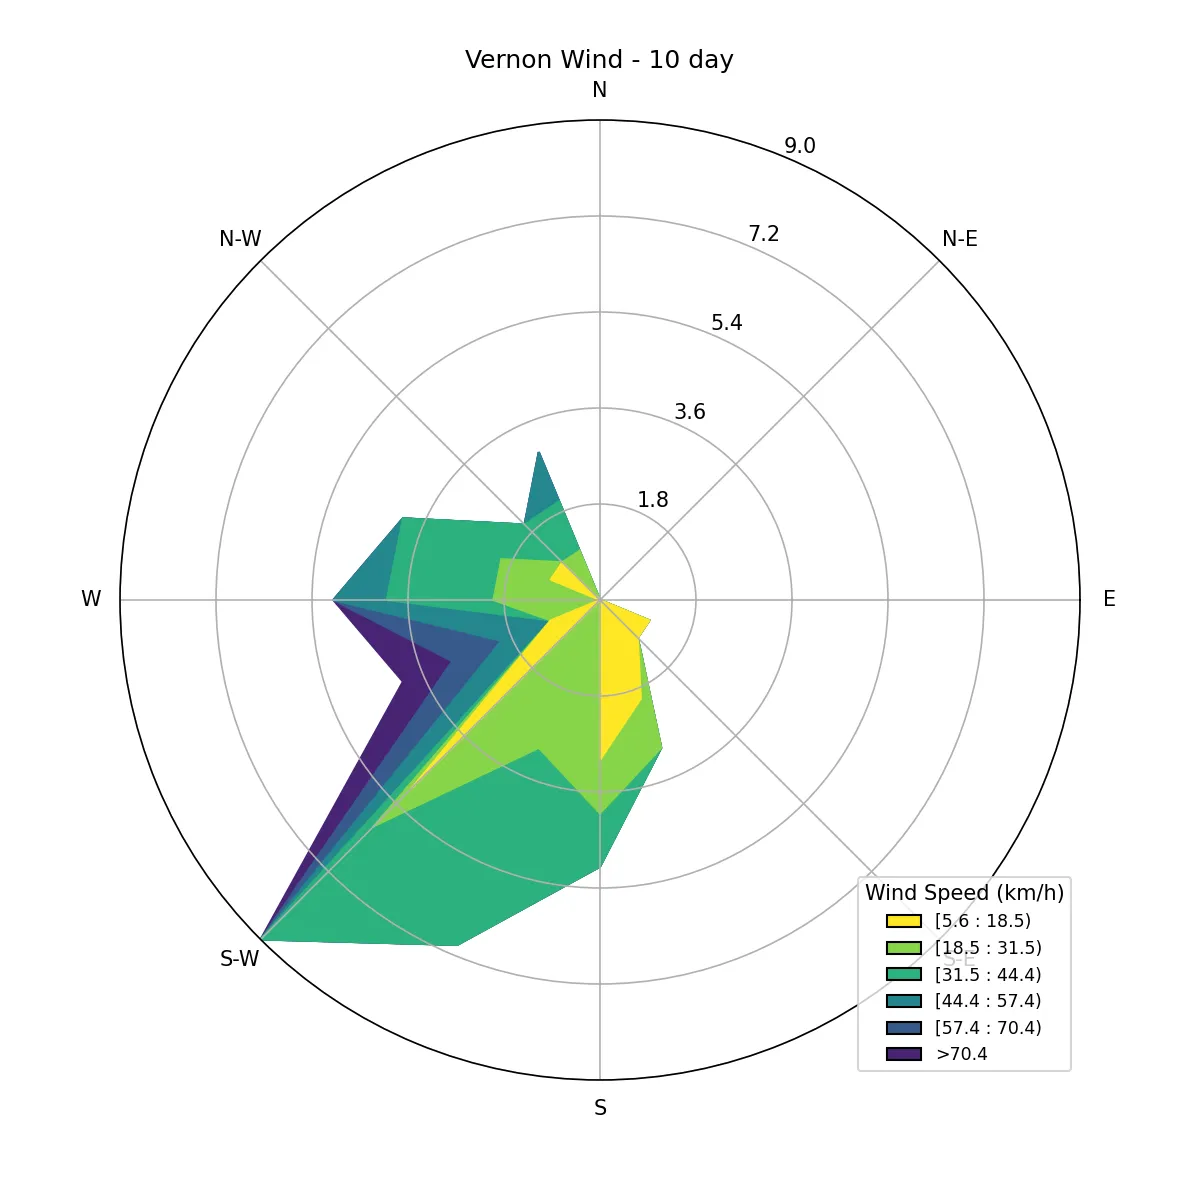 Vernon Wind - 10 day
N
9.0
N-W
7.2
N-E
5.4
3.6
1.8
W
E
Wind Speed (km/h)
[5.6 : 18.5)
[18.5 : 31.5)
S-W
S-E
[31.5 : 44.4)
[44.4 : 57.4)
[57.4 : 70.4)
>70.4
S